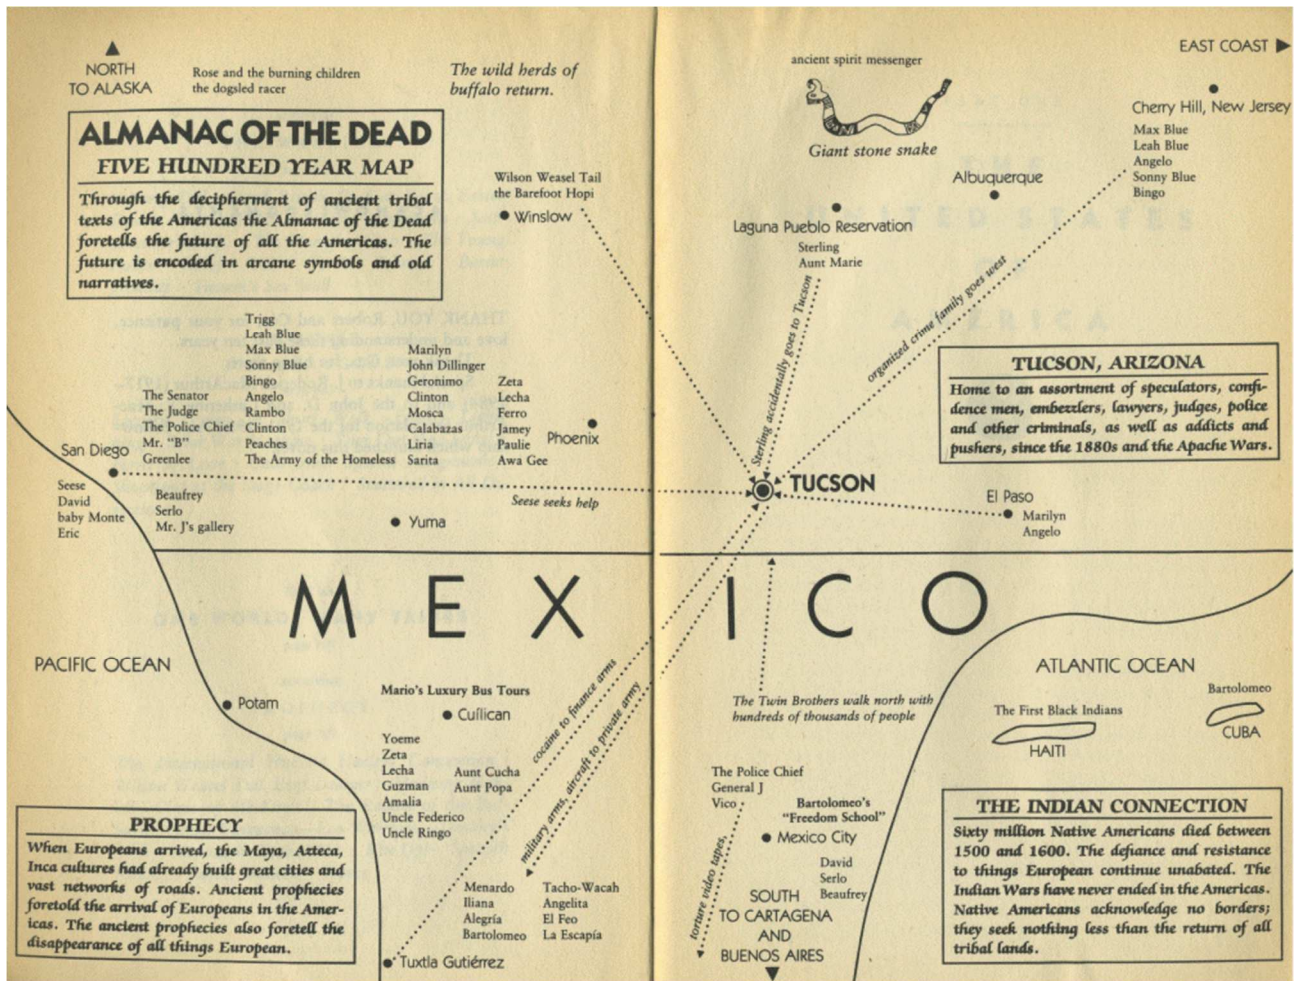 NORTH
TO ALASKA
Rose and the burning children
the dogsled racer
The wild herds of
buffalo return.
ALMANAC OF THE DEAD
FIVE HUNDRED YEAR MAP
Through the decipherment of ancient tribal
texts of the Americas the Almanac of the Dead
foretells the future of all the Americas. The
future is encoded in arcane symbols and old
narratives.
Wilson Weasel Tail
the Barefoot Hopi
Winslow
ancient spirit messenger
Giant stone snake
EAST COAST
Cherry Hill, New Jersey
Max Blue
Leah Blue
Angelo
Sonny Blue
Bingo
Albuquerque
Laguna Pueblo Reservation
Sterling
Aunt Marie
Sterling accidentally goes to Tucson
organized crime family goes west
TUCSON, ARIZONA
Home to an assortment of speculators, confi-
dence men, embezzlers, lawyers, judges, police
and other criminals, as well as addicts and
pushers, since the 1880s and the Apache Wars.
The Senator
The Judge
The Police Chief
Mr. "B"
Greenlee
Trigg
Leah Blue
Max Blue
Sonny Blue
Bingo
Angelo
Rambo
Clinton
Peaches
The Army of the Homeless
Marilyn
John Dillinger
Geronimo
Clinton
Mosca
Calabazas
Liria
Sarita
Zeta
Lecha
Ferro
Jamey
Paulie
Awa Gee
Phoenix
San Diego
Seese
David
baby Monte
Eric
Beaufrey
Serlo
Mr. J's gallery
Yuma
Seese seeks help
TUCSON
El Paso
Marilyn
Angelo
MEXICO
PACIFIC OCEAN
Potam
Mario's Luxury Bus Tours
Cuílican
Yoeme
Zeta
Lecha
Guzman
Amalia
Uncle Federico
Uncle Ringo
Aunt Cucha
Aunt Popa
cocaine to finance arms
military arms, aircraft to private army
The Twin Brothers walk north with
hundreds of thousands of people
ATLANTIC OCEAN
The First Black Indians
HAITI
Bartolomeo
CUBA
PROPHECY
When Europeans arrived, the Maya, Azteca,
Inca cultures had already built great cities and
vast networks of roads. Ancient prophecies
foretold the arrival of Europeans in the Amer-
icas. The ancient prophecies also foretell the
disappearance of all things European.
Menardo
Iliana
Alegría
Bartolomeo
Tacho-Wacah
Angelita
El Feo
La Escapía
Tuxtla Gutiérrez
The Police Chief
General J
Vico
torture video tapes,
Bartolomeo's
"Freedom School"
Mexico City
David
Serlo
Beaufrey
SOUTH
TO CARTAGENA
AND
BUENOS AIRES
THE INDIAN CONNECTION
Sixty million Native Americans died between
1500 and 1600. The defiance and resistance
to things European continue unabated. The
Indian Wars have never ended in the Americas.
Native Americans acknowledge no borders;
they seek nothing less than the return of all
tribal lands.